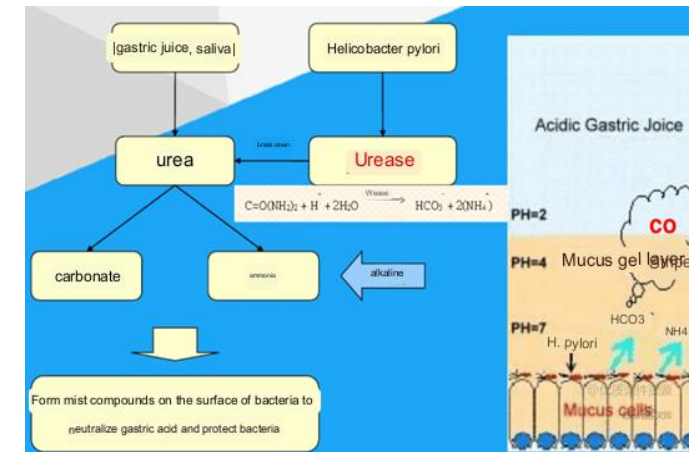 |gastric juice, saliva|
Helicobacter pylori
urea
break down
Urease
Urease
C=O(NH₂)₂ + H⁺ + 2H₂O → HCO₃⁻ + 2(NH₄⁺)
carbonate
ammonia
alkaline
Form mist compounds on the surface of bacteria to
neutralize gastric acid and protect bacteria
Acidic Gastric Joice
PH=2
CO
PH=4
Mucus gel layer
HCO3
PH=7
NH4
H. pylori
Mucus cells